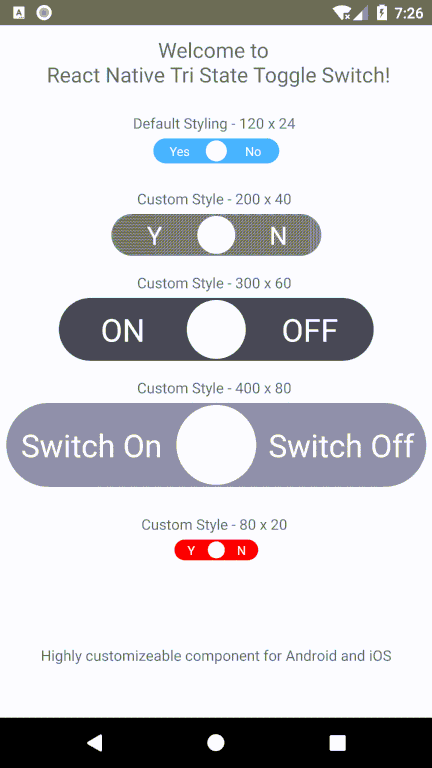 7:26
Welcome to
React Native Tri State Toggle Switch!
Default Styling - 120 x 24
Yes No
Custom Style - 200 x 40
Y N
Custom Style - 300 x 60
ON OFF
Custom Style - 400 x 80
Switch On Switch Off
Custom Style - 80 x 20
Y N
Highly customizeable component for Android and iOS